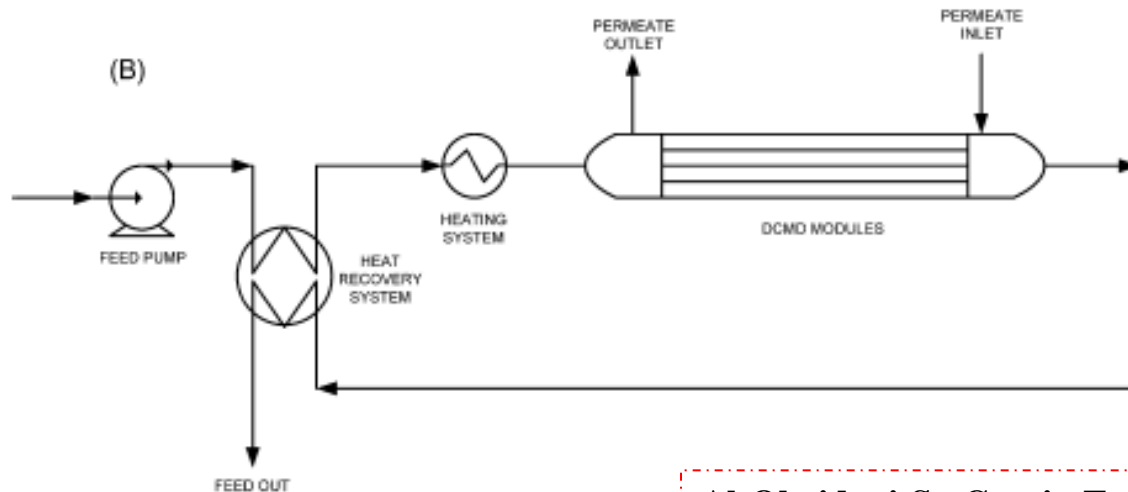 PERMEATE
OUTLET
PERMEATE
INLET
(B)
FEED PUMP
HEATING
SYSTEM
DCMD MODULES
HEAT
RECOVERY
SYSTEM
FEED OUT